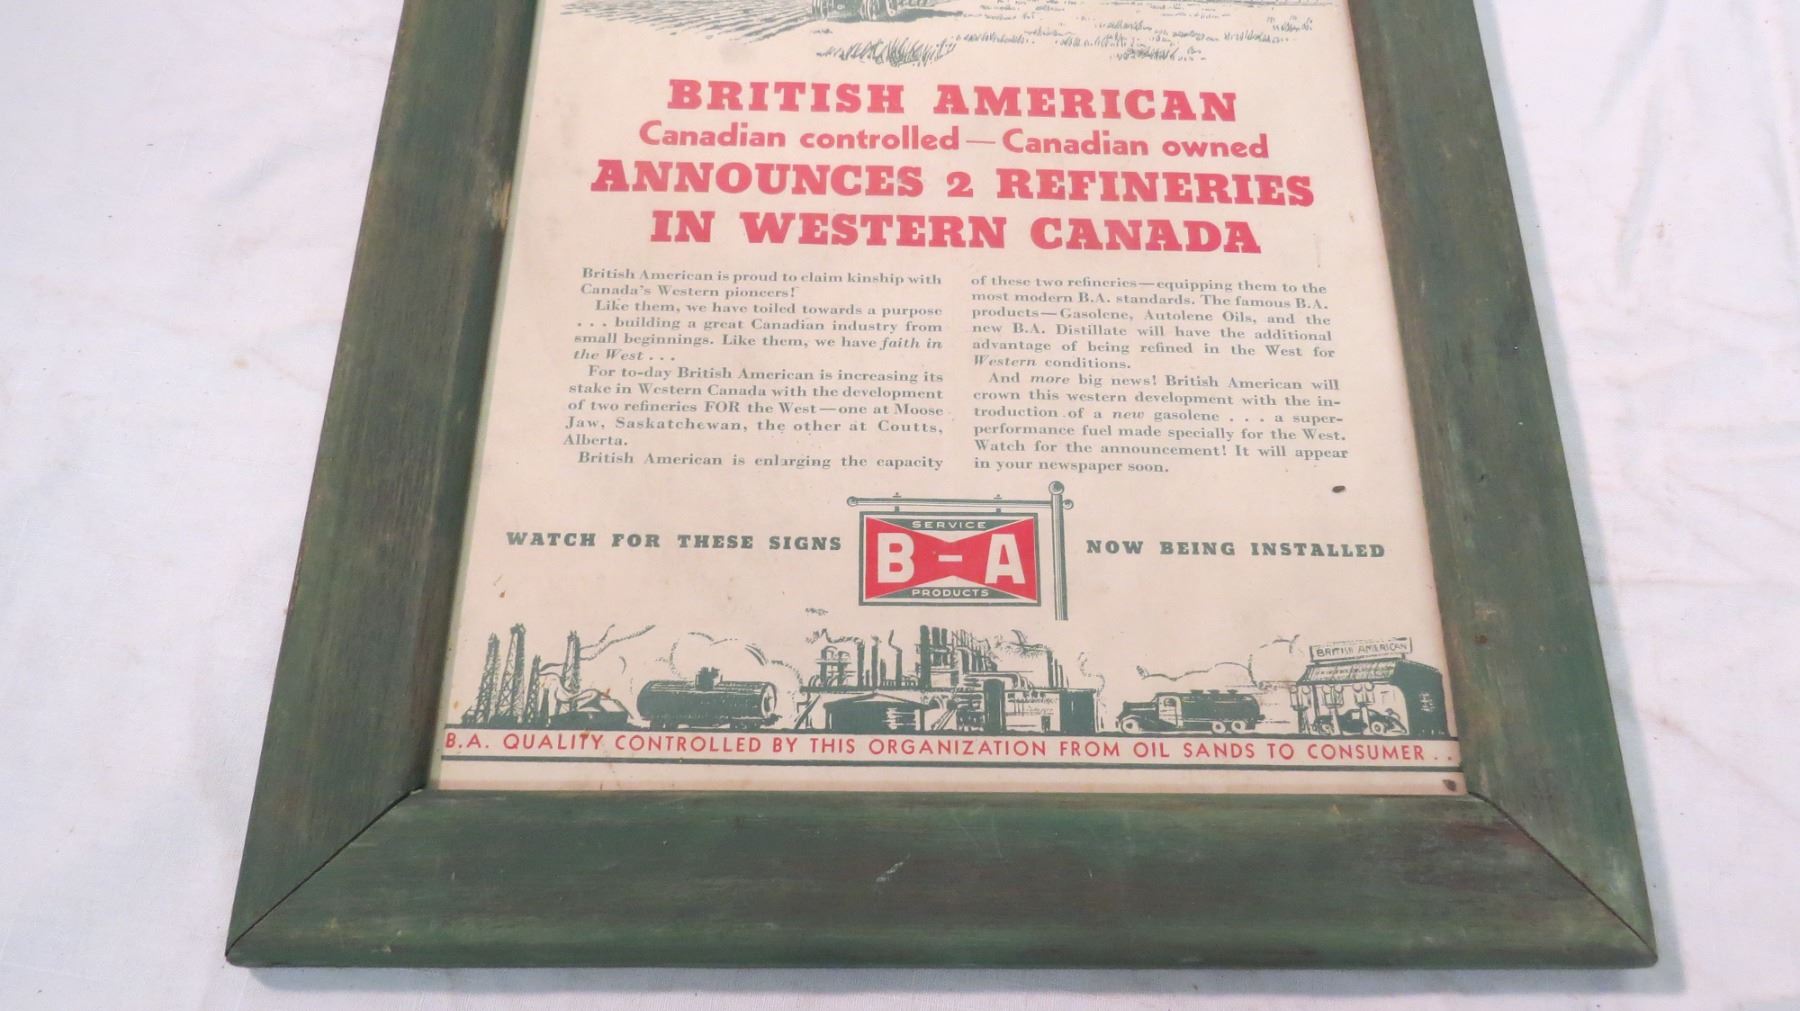 BRITISH AMERICAN
Canadian controlled — Canadian owned
ANNOUNCES 2 REFINERIES
IN WESTERN CANADA
British American is proud to claim kinship with
Canada's Western pioneers!
Like them, we have toiled towards a purpose
. . . building a great Canadian industry from
small beginnings. Like them, we have faith in
the West . . .
For to-day British American is increasing its
stake in Western Canada with the development
of two refineries FOR the West — one at Moose
Jaw, Saskatchewan, the other at Coutts,
Alberta.
British American is enlarging the capacity
of these two refineries — equipping them to the
most modern B.A. standards. The famous B.A.
products — Gasolene, Autolene Oils, and the
new B.A. Distillate will have the additional
advantage of being refined in the West for
Western conditions.
And more big news! British American will
crown this western development with the in-
troduction of a new gasolene . . . a super-
performance fuel made specially for the West.
Watch for the announcement! It will appear
in your newspaper soon.
WATCH FOR THESE SIGNS
SERVICE
B-A
PRODUCTS
NOW BEING INSTALLED
BRITISH AMERICAN
B.A. QUALITY CONTROLLED BY THIS ORGANIZATION FROM OIL SANDS TO CONSUMER . .